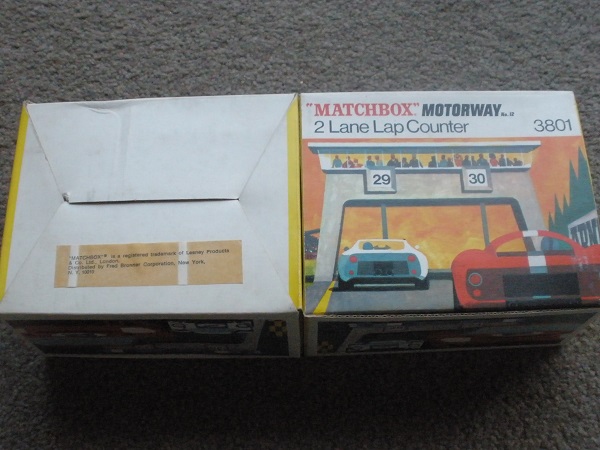 "MATCHBOX" MOTORWAY No. 12
2 Lane Lap Counter 3801
29 30
"MATCHBOX"® is a registered trademark of Lesney Products
& Co. Ltd., London.
Distributed by Fred Bronner Corporation, New York,
N. Y. 10010